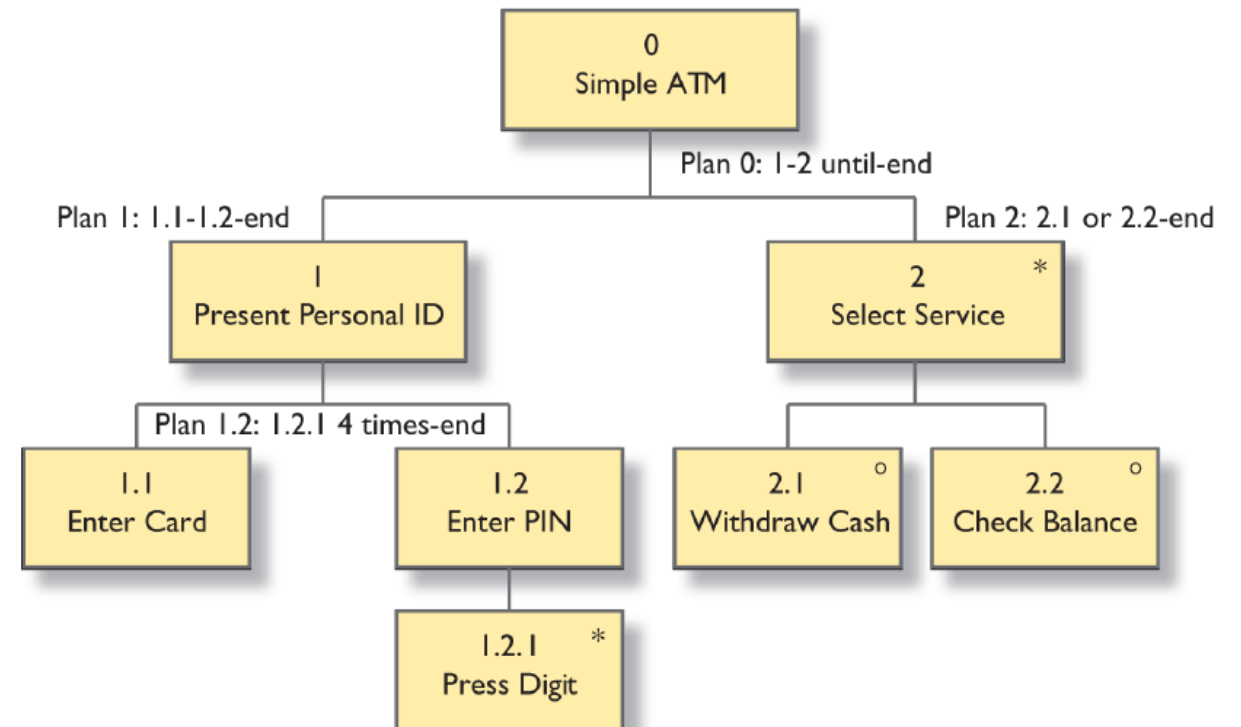 0
Simple ATM
Plan 0: 1-2 until-end
Plan 1: 1.1-1.2-end
Plan 2: 2.1 or 2.2-end
1
Present Personal ID
2 *
Select Service
Plan 1.2: 1.2.1 4 times-end
1.1
Enter Card
1.2
Enter PIN
2.1 o
Withdraw Cash
2.2 o
Check Balance
1.2.1 *
Press Digit